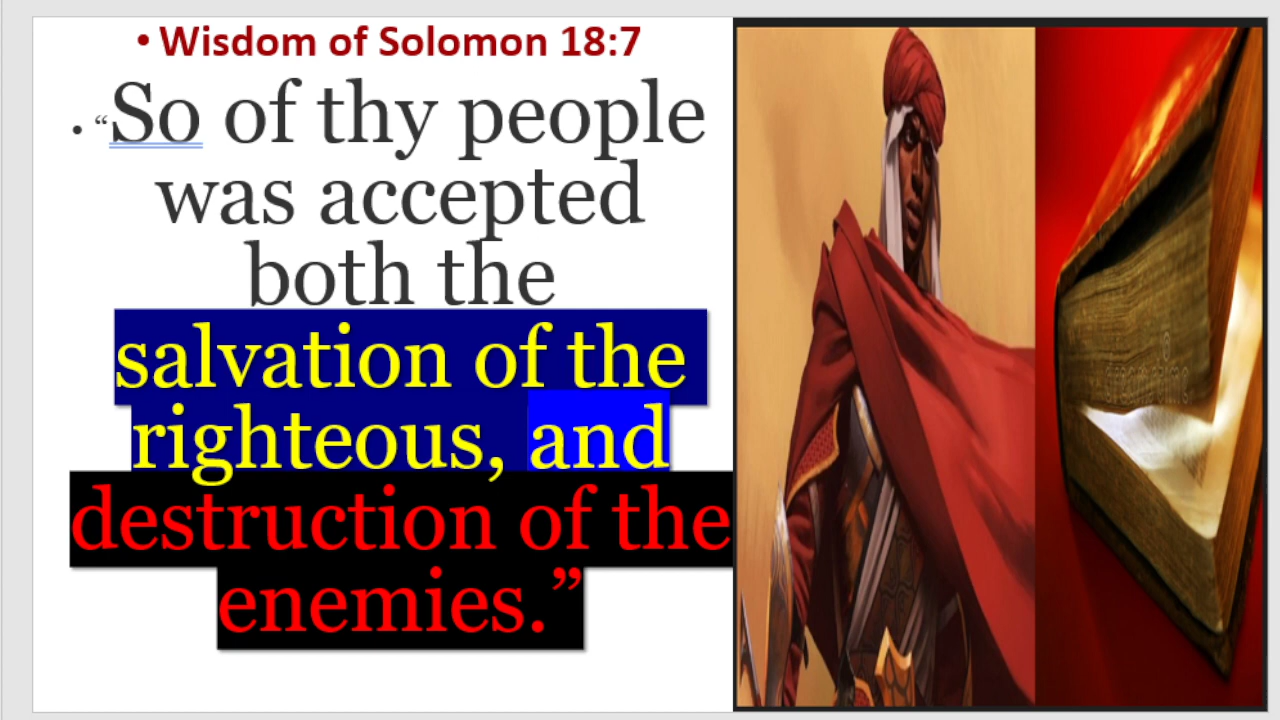 • Wisdom of Solomon 18:7
• “So of thy people
was accepted
both the
salvation of the
righteous, and
destruction of the
enemies.”